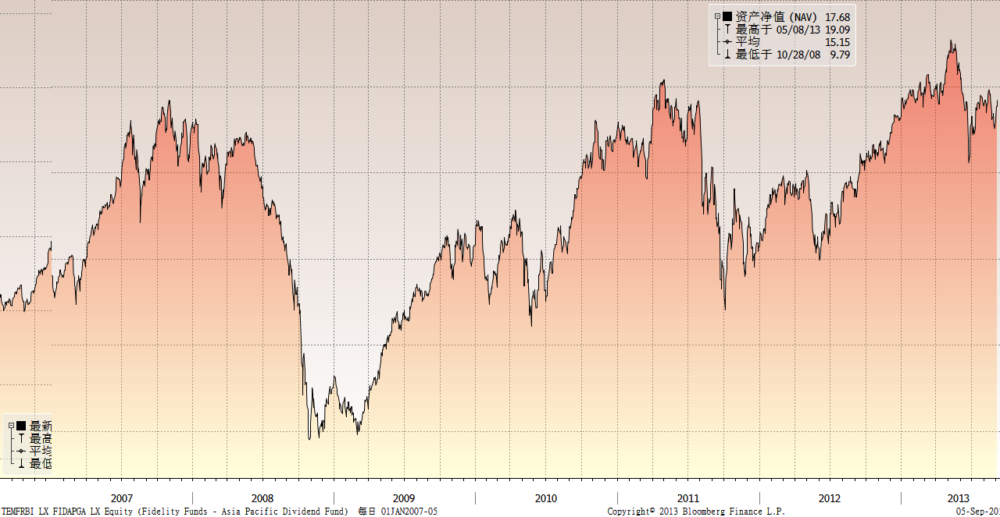 资产净值 (NAV) 17.68
最高于 05/08/13 19.09
平均 15.15
最低于 10/28/08 9.79
最新
最高
平均
最低
2007 2008 2009 2010 2011 2012 2013
TEMFRBI LX FIDAPGA LX Equity (Fidelity Funds - Asia Pacific Dividend Fund) 每日 01JAN2007-05 Copyright© 2013 Bloomberg Finance L.P. 05-Sep-201